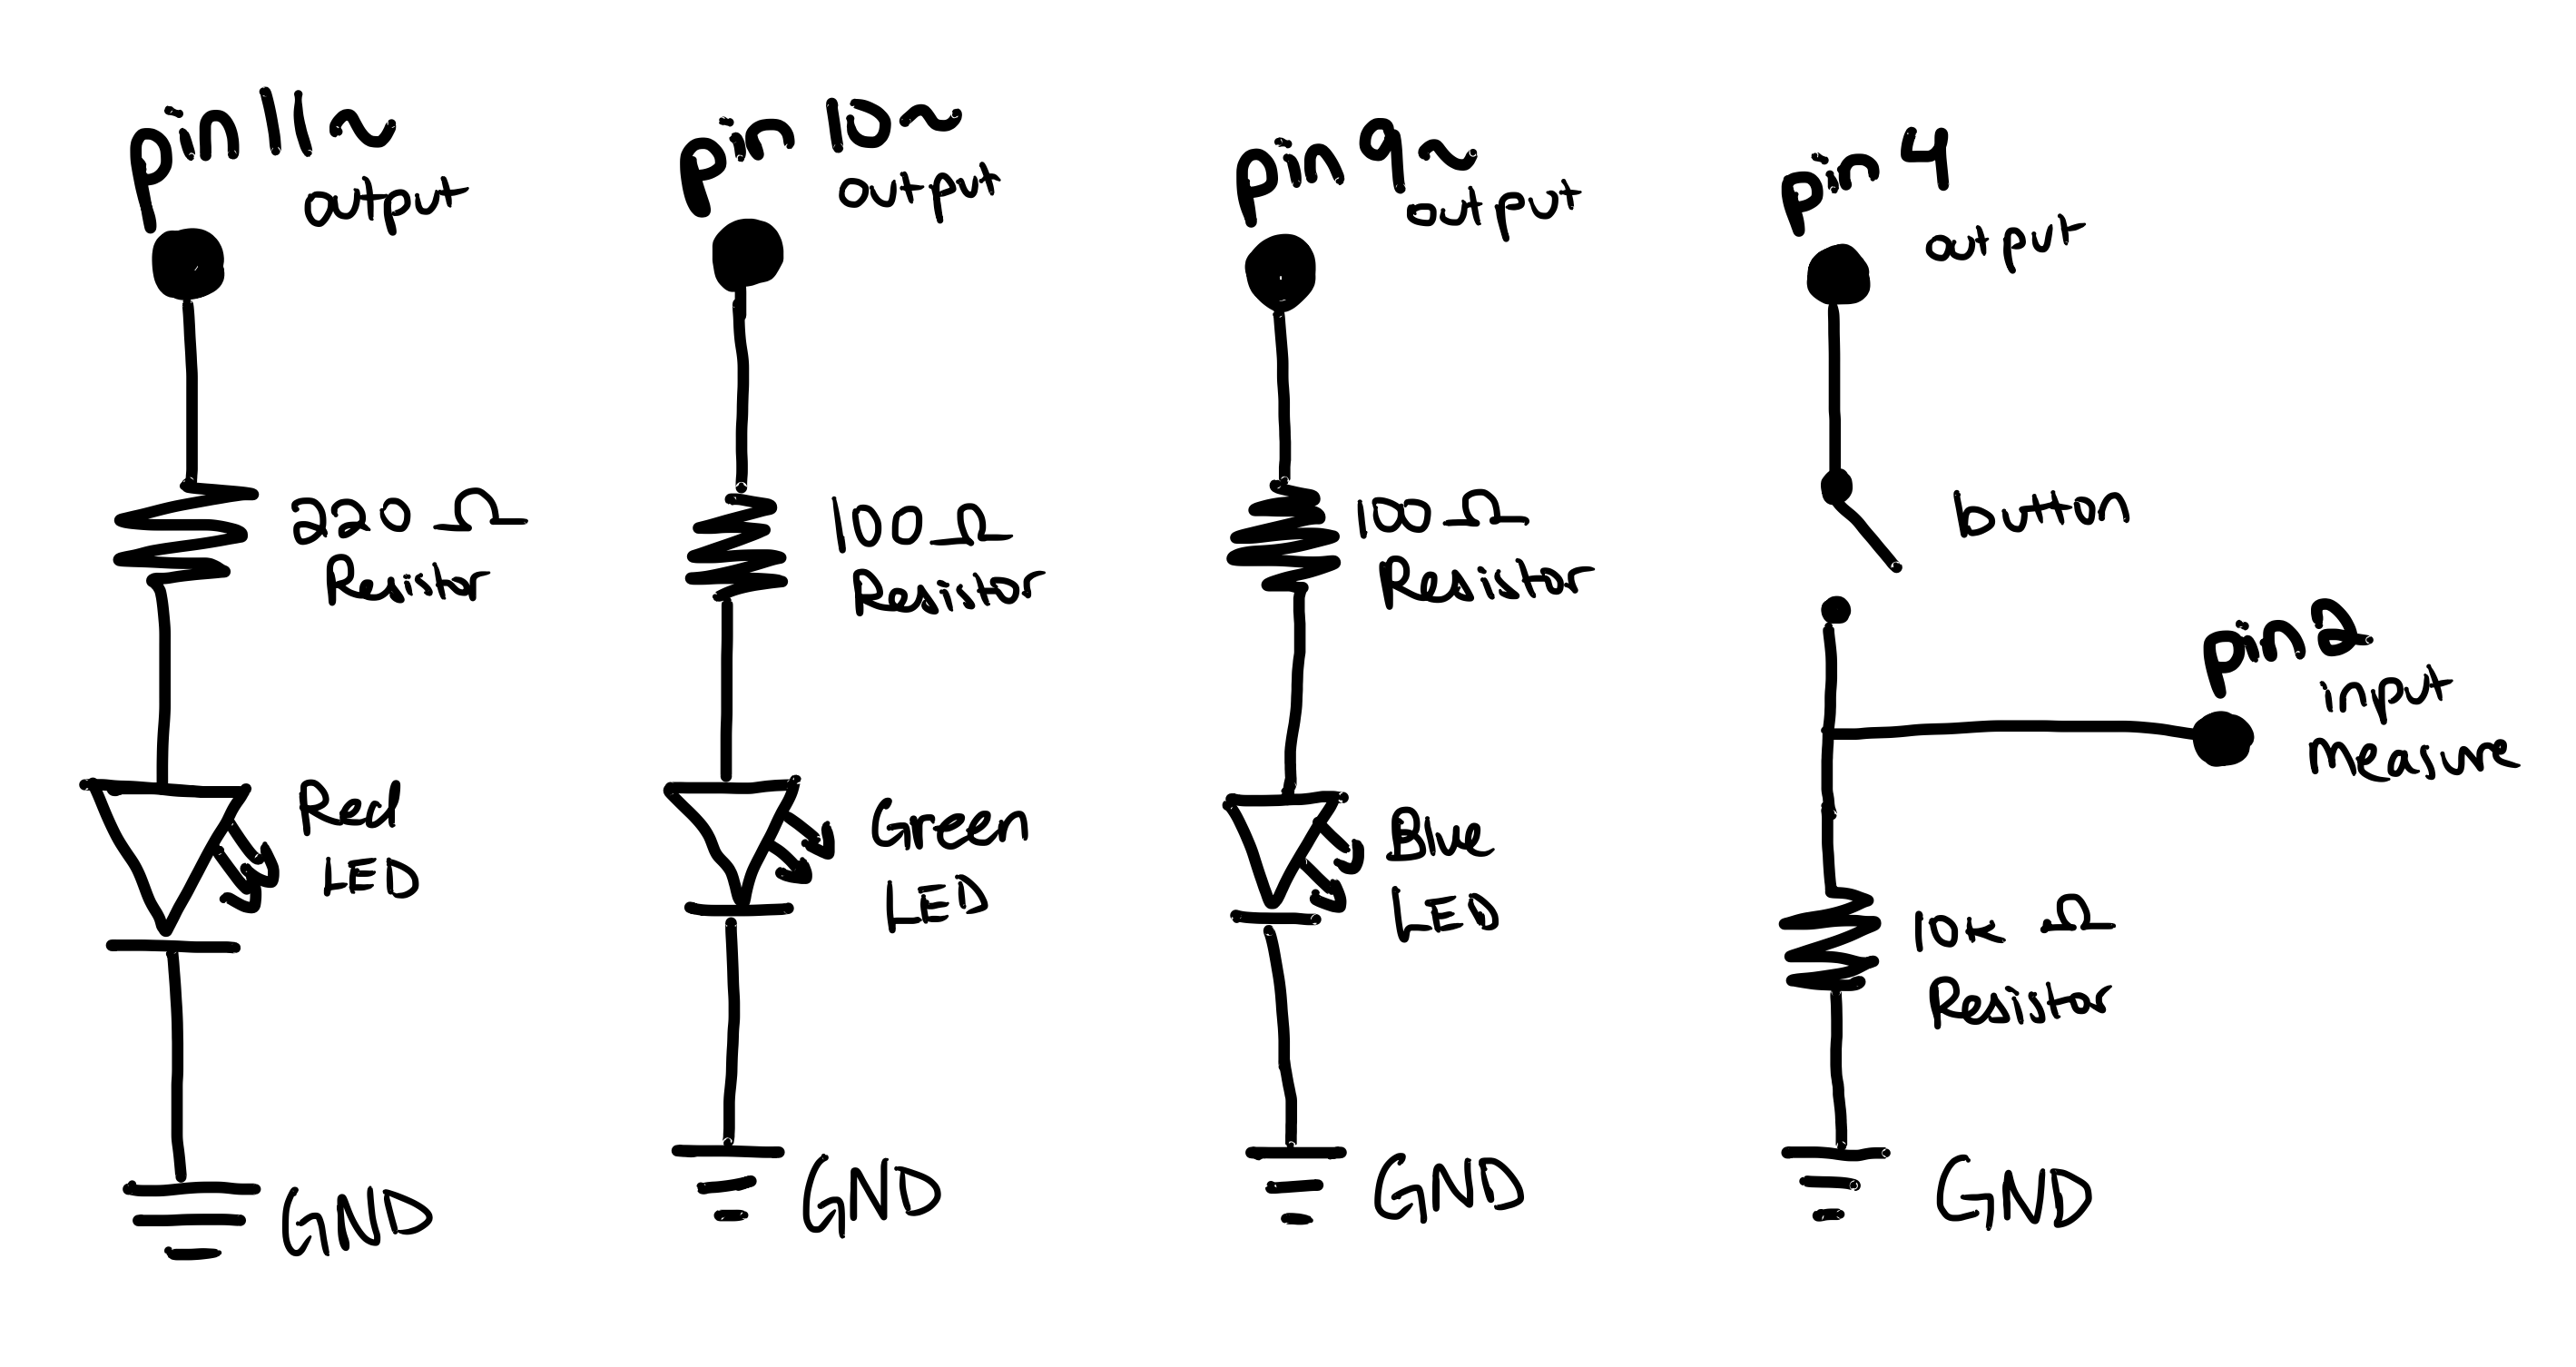 pin 11~
output
220 Ω
Resistor
Red
LED
GND
pin 10~
output
100 Ω
Resistor
Green
LED
GND
pin 9~
output
100 Ω
Resistor
Blue
LED
GND
pin 4
output
button
pin 2
input
measure
10k Ω
Resistor
GND